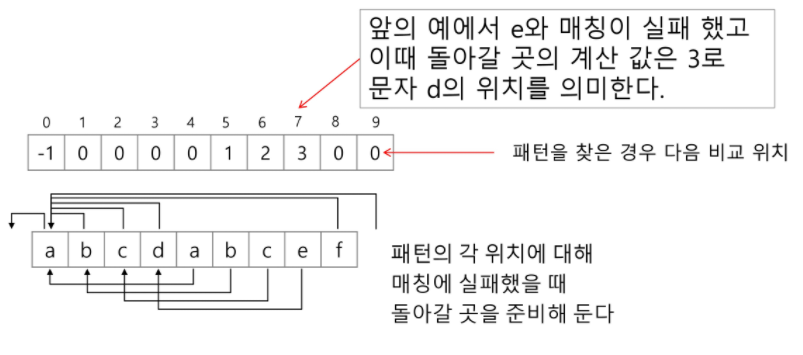 앞의 예에서 e와 매칭이 실패 했고
이때 돌아갈 곳의 계산 값은 3로
문자 d의 위치를 의미한다.
0 1 2 3 4 5 6 7 8 9
-1 0 0 0 0 1 2 3 0 0
패턴을 찾은 경우 다음 비교 위치
a b c d a b c e f
패턴의 각 위치에 대해
매칭에 실패했을 때
돌아갈 곳을 준비해 둔다